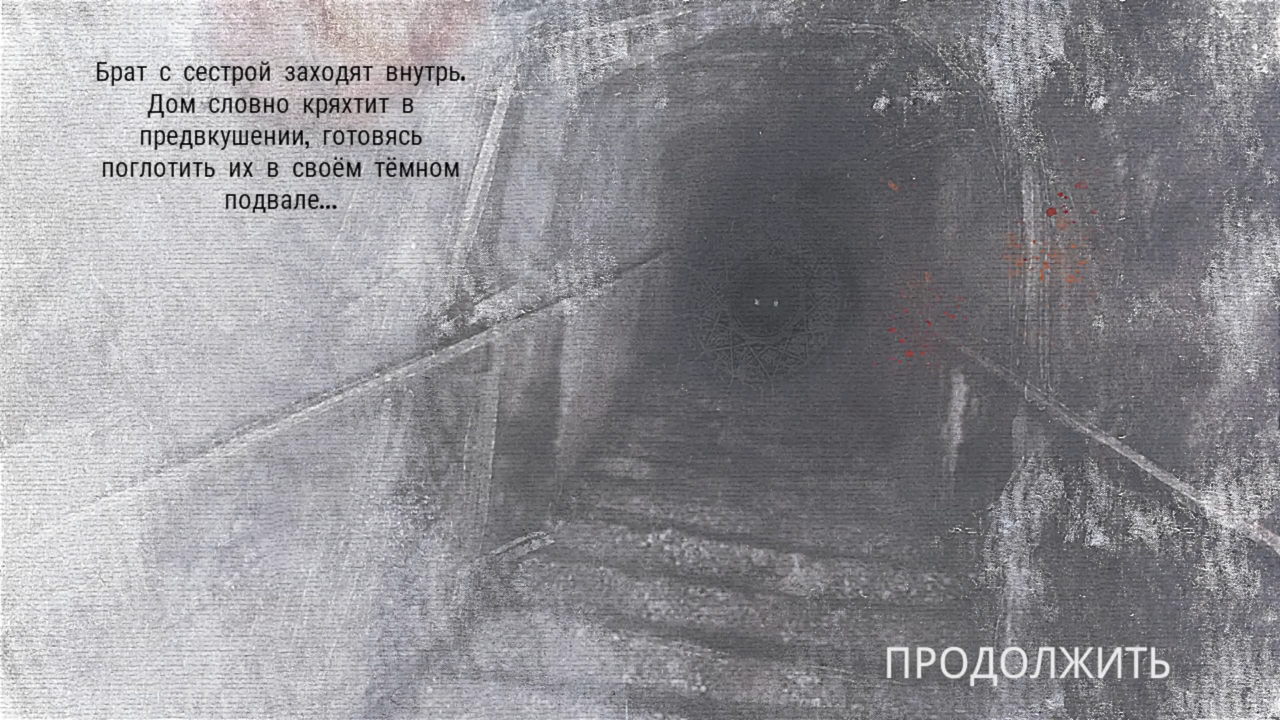 Брат с сестрой заходят внутрь.
Дом словно кряхтит в
предвкушении, готовясь
поглотить их в своём тёмном
подвале...
ПРОДОЛЖИТЬ